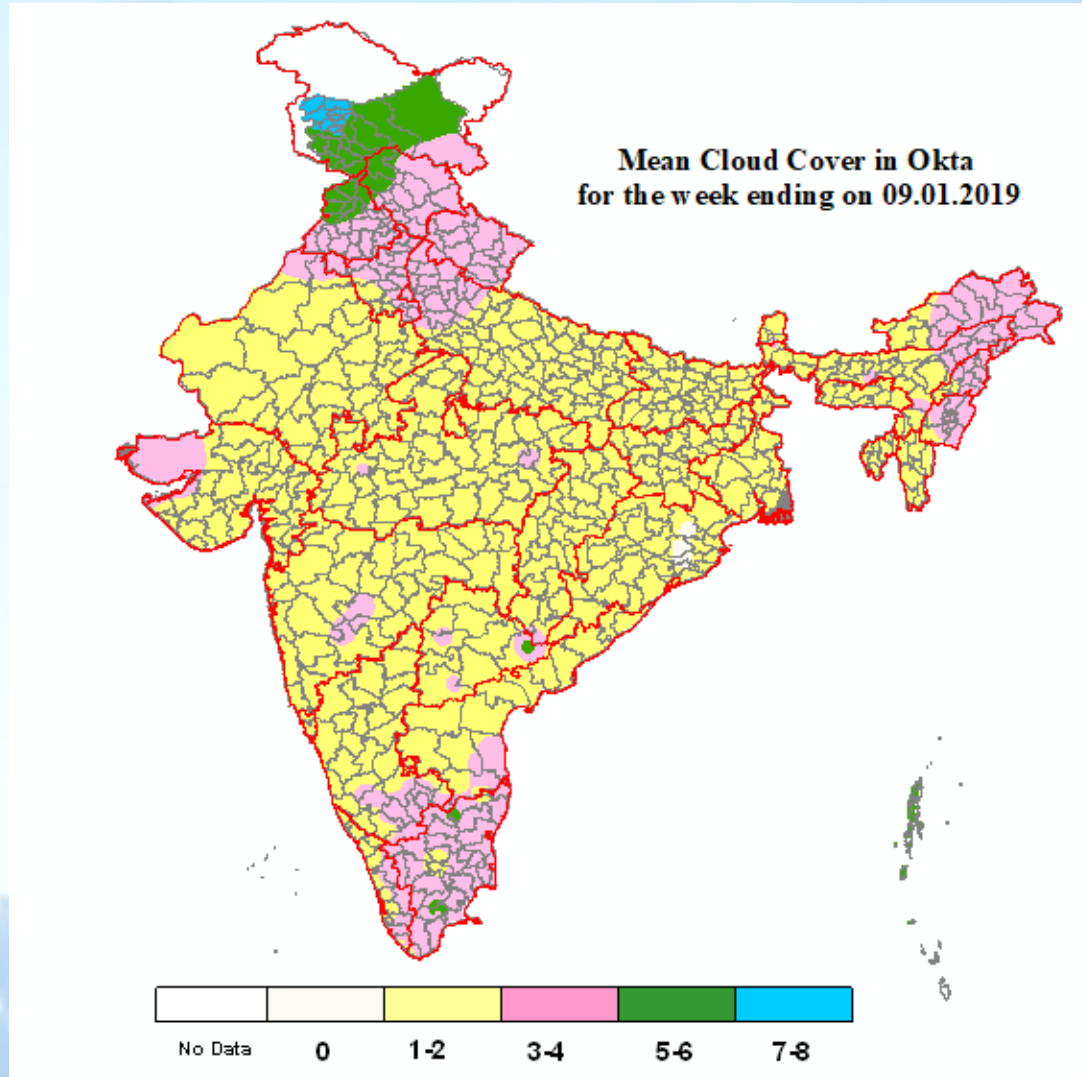 Mean Cloud Cover in Okta
for the week ending on 09.01.2019
No Data 0 1-2 3-4 5-6 7-8